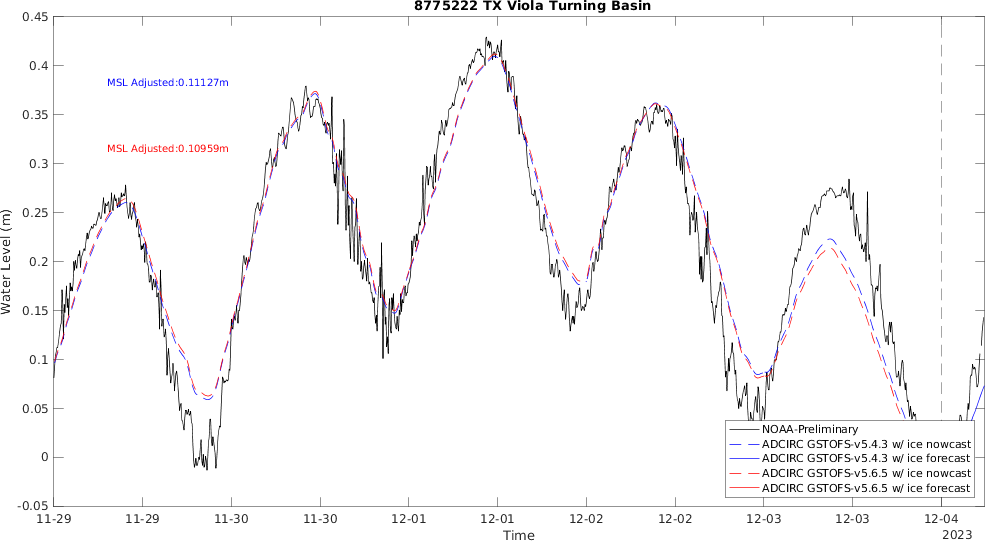 8775222 TX Viola Turning Basin
0.45
0.4
0.35
0.3
0.25
0.2
0.15
0.1
0.05
0
-0.05
Water Level (m)
MSL Adjusted:0.11127m
MSL Adjusted:0.10959m
NOAA-Preliminary
ADCIRC GSTOFS-v5.4.3 w/ ice nowcast
ADCIRC GSTOFS-v5.4.3 w/ ice forecast
ADCIRC GSTOFS-v5.6.5 w/ ice nowcast
ADCIRC GSTOFS-v5.6.5 w/ ice forecast
11-29 11-29 11-30 11-30 12-01 12-01 12-02 12-02 12-03 12-03 12-04
Time
2023